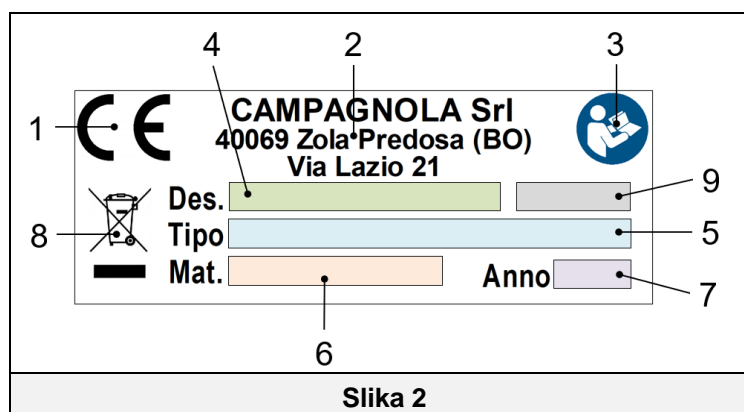 4
2
3
1
CE
CAMPAGNOLA Srl
40069 Zola Predosa (BO)
Via Lazio 21
Des.
9
8
Tipo
5
Mat.
Anno
7
6
Slika 2